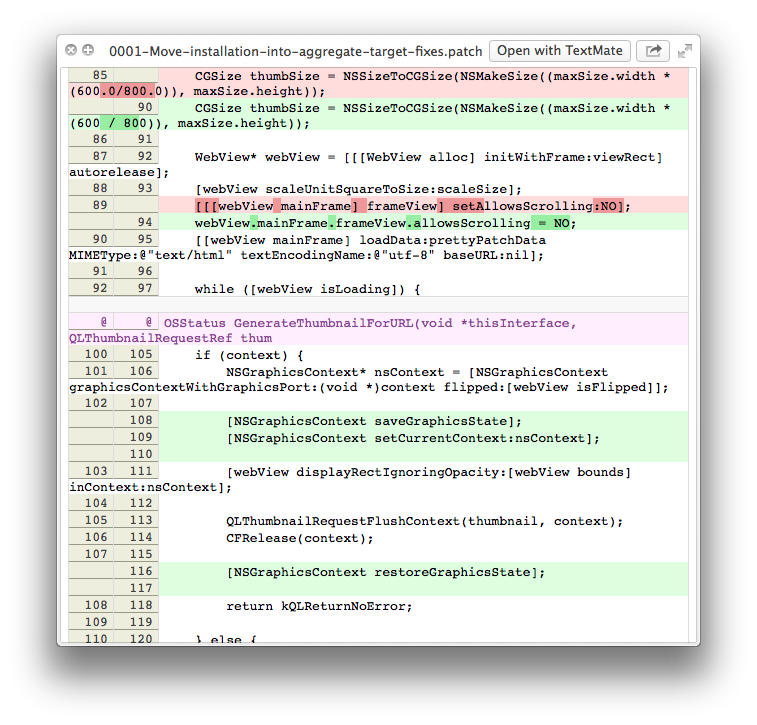 0001-Move-installation-into-aggregate-target-fixes.patch Open with TextMate
85 CGSize thumbSize = NSSizeToCGSize(NSMakeSize((maxSize.width *
(600.0/800.0)), maxSize.height));
90 CGSize thumbSize = NSSizeToCGSize(NSMakeSize((maxSize.width *
(600 / 800)), maxSize.height));
86 91
87 92 WebView* webView = [[[WebView alloc] initWithFrame:viewRect]
autorelease];
88 93 [webView scaleUnitSquareToSize:scaleSize];
89 [[[webView mainFrame] frameView] setAllowsScrolling:NO];
94 webView.mainFrame.frameView.allowsScrolling = NO;
90 95 [[webView mainFrame] loadData:prettyPatchData
MIMEType:@"text/html" textEncodingName:@"utf-8" baseURL:nil];
91 96
92 97 while ([webView isLoading]) {
@ @ OSStatus GenerateThumbnailForURL(void *thisInterface,
QLThumbnailRequestRef thum
100 105 if (context) {
101 106 NSGraphicsContext* nsContext = [NSGraphicsContext
graphicsContextWithGraphicsPort:(void *)context flipped:[webView isFlipped]];
102 107
108 [NSGraphicsContext saveGraphicsState];
109 [NSGraphicsContext setCurrentContext:nsContext];
110
103 111 [webView displayRectIgnoringOpacity:[webView bounds]
inContext:nsContext];
104 112
105 113 QLThumbnailRequestFlushContext(thumbnail, context);
106 114 CFRelease(context);
107 115
116 [NSGraphicsContext restoreGraphicsState];
117
108 118 return kQLReturnNoError;
109 119
110 120 } else {